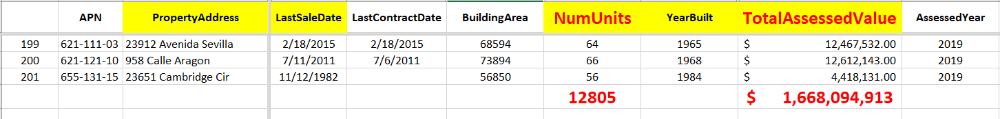 APN PropertyAddress LastSaleDate LastContractDate BuildingArea NumUnits YearBuilt TotalAssessedValue AssessedYear
199 621-111-03 23912 Avenida Sevilla 2/18/2015 2/18/2015 68594 64 1965 $ 12,467,532.00 2019
200 621-121-10 958 Calle Aragon 7/11/2011 7/6/2011 73894 66 1968 $ 12,612,143.00 2019
201 655-131-15 23651 Cambridge Cir 11/12/1982 56850 56 1984 $ 4,418,131.00 2019
12805 $ 1,668,094,913